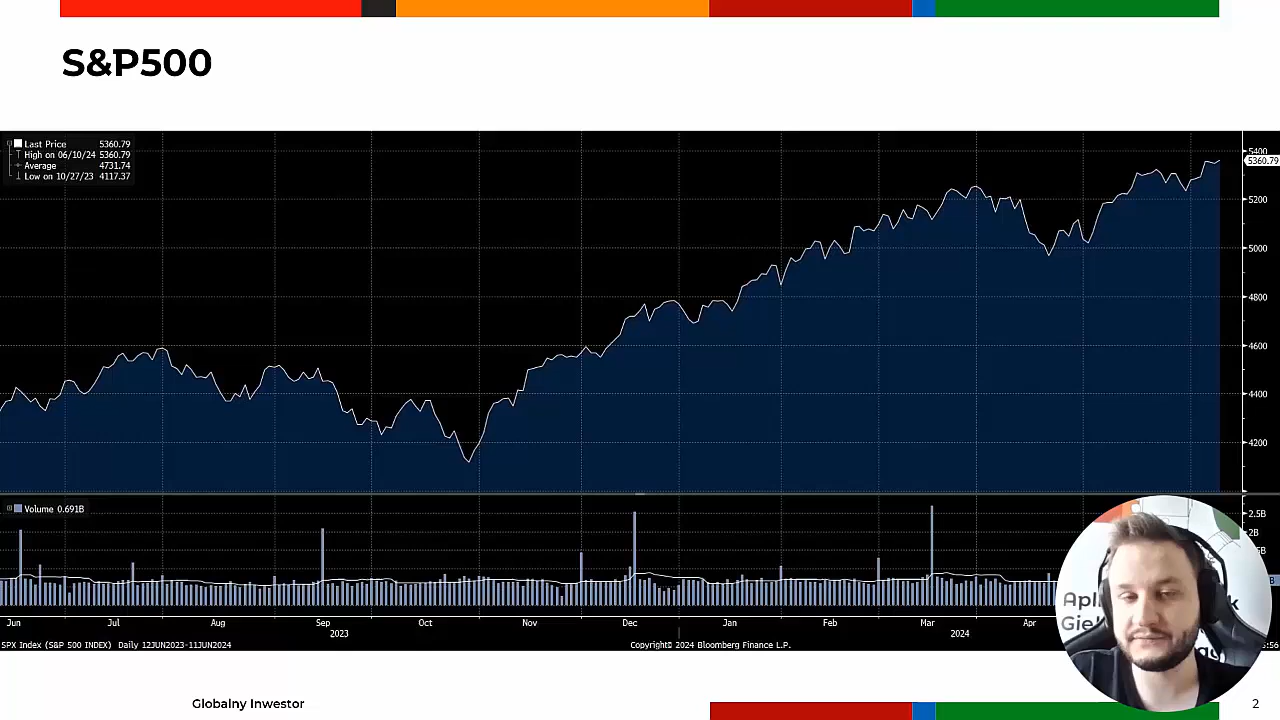 S&P500
Last Price 5360.79
High on 06/10/24 5360.79
Average 4731.74
Low on 10/27/23 4117.37
5400
5360.79
5200
5000
4800
4600
4400
4200
Volume 0.691B
2.5B
2B
Jun Jul Aug Sep Oct Nov Dec Jan Feb Mar Apr
2023 2024
SPX Index (S&P 500 INDEX) Daily 12JUN2023-11JUN2024 Copyright© 2024 Bloomberg Finance L.P.
Globalny Inwestor
2